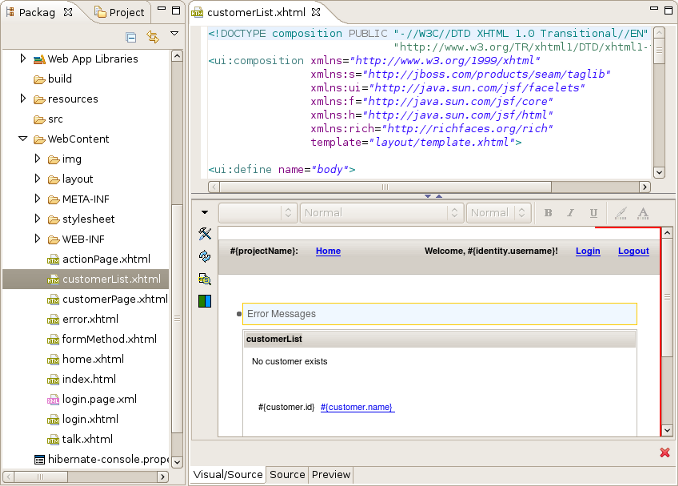 Packag
Project
Web App Libraries
build
resources
src
WebContent
img
layout
META-INF
stylesheet
WEB-INF
actionPage.xhtml
customerList.xhtml
customerPage.xhtml
error.xhtml
formMethod.xhtml
home.xhtml
index.html
login.page.xml
login.xhtml
talk.xhtml
hibernate-console.prope
customerList.xhtml
<!DOCTYPE composition PUBLIC "-//W3C//DTD XHTML 1.0 Transitional//EN"
"http://www.w3.org/TR/xhtml1/DTD/xhtml1-t
<ui:composition xmlns="http://www.w3.org/1999/xhtml"
xmlns:s="http://jboss.com/products/seam/taglib"
xmlns:ui="http://java.sun.com/jsf/facelets"
xmlns:f="http://java.sun.com/jsf/core"
xmlns:h="http://java.sun.com/jsf/html"
xmlns:rich="http://richfaces.org/rich"
template="layout/template.xhtml">
<ui:define name="body">
Normal Normal B I U A
#{projectName}: Home Welcome, #{identity.username}! Login Logout
Error Messages
customerList
No customer exists
#{customer.id} #{customer.name}
Visual/Source Source Preview